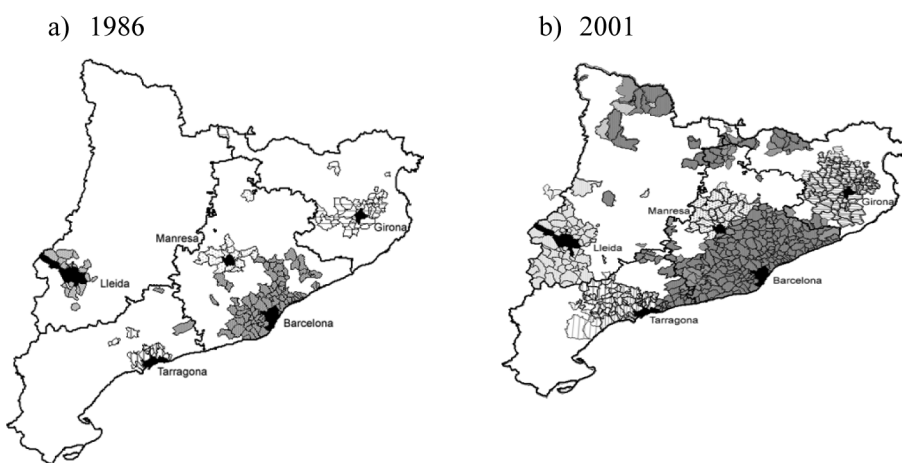 a) 1986
Manresa
Girona
Lleida
Barcelona
Tarragona
b) 2001
Manresa
Girona
Lleida
Barcelona
Tarragona